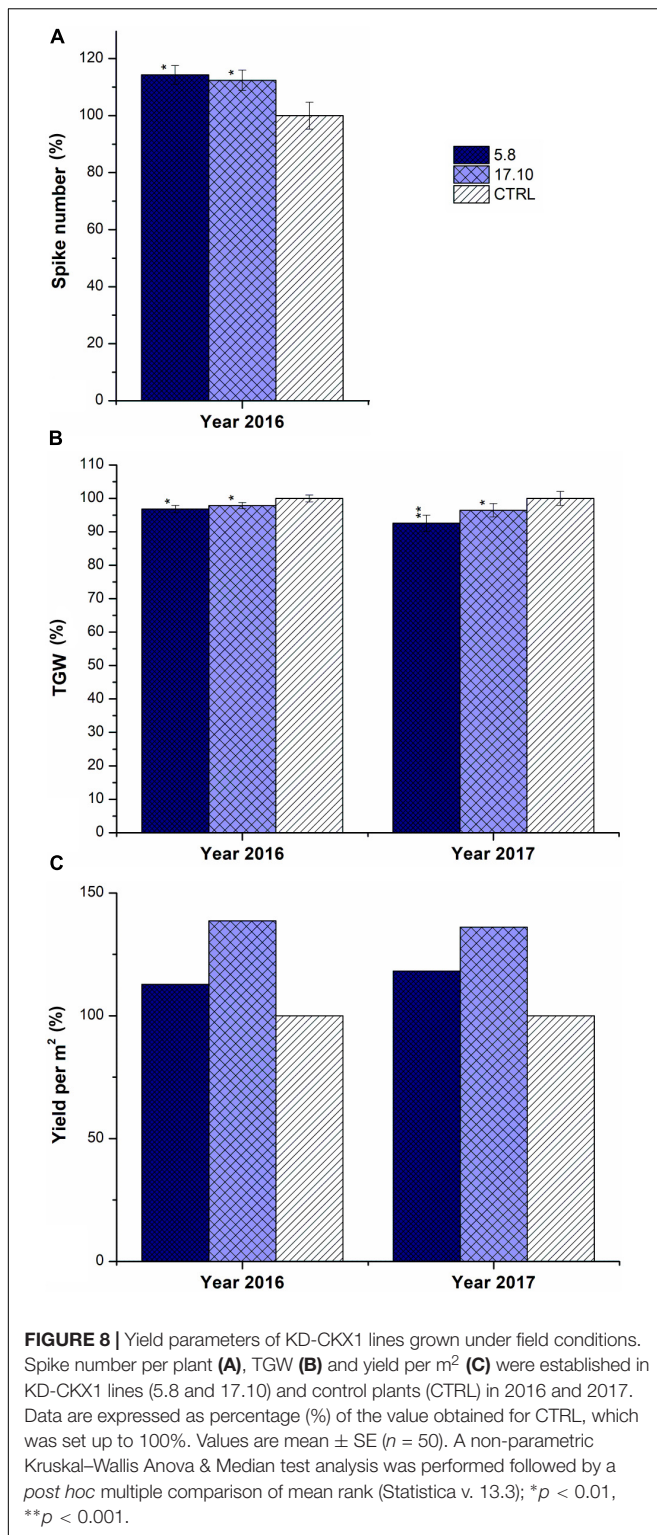 A
120
100
80
60
40
20
0
Spike number (%)
* *
5.8
17.10
CTRL
Year 2016
B
110
100
90
80
70
60
50
40
30
20
10
0
TGW (%)
* * ** *
Year 2016 Year 2017
C
150
100
50
0
Yield per m² (%)
Year 2016 Year 2017
FIGURE 8 | Yield parameters of KD-CKX1 lines grown under field conditions.
Spike number per plant (A), TGW (B) and yield per m² (C) were established in
KD-CKX1 lines (5.8 and 17.10) and control plants (CTRL) in 2016 and 2017.
Data are expressed as percentage (%) of the value obtained for CTRL, which
was set up to 100%. Values are mean ± SE (n = 50). A non-parametric
Kruskal–Wallis Anova & Median test analysis was performed followed by a
post hoc multiple comparison of mean rank (Statistica v. 13.3); *p < 0.01,
**p < 0.001.